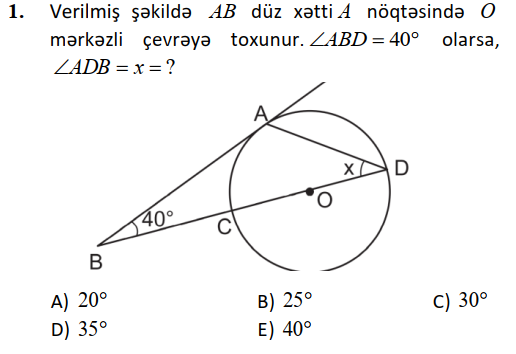 1. Verilmiş şəkildə AB düz xətti A nöqtəsində O
mərkəzli çevrəyə toxunur. ∠ABD = 40° olarsa,
∠ADB = x = ?
A
x
D
O
40°
C
B
A) 20° B) 25° C) 30°
D) 35° E) 40°